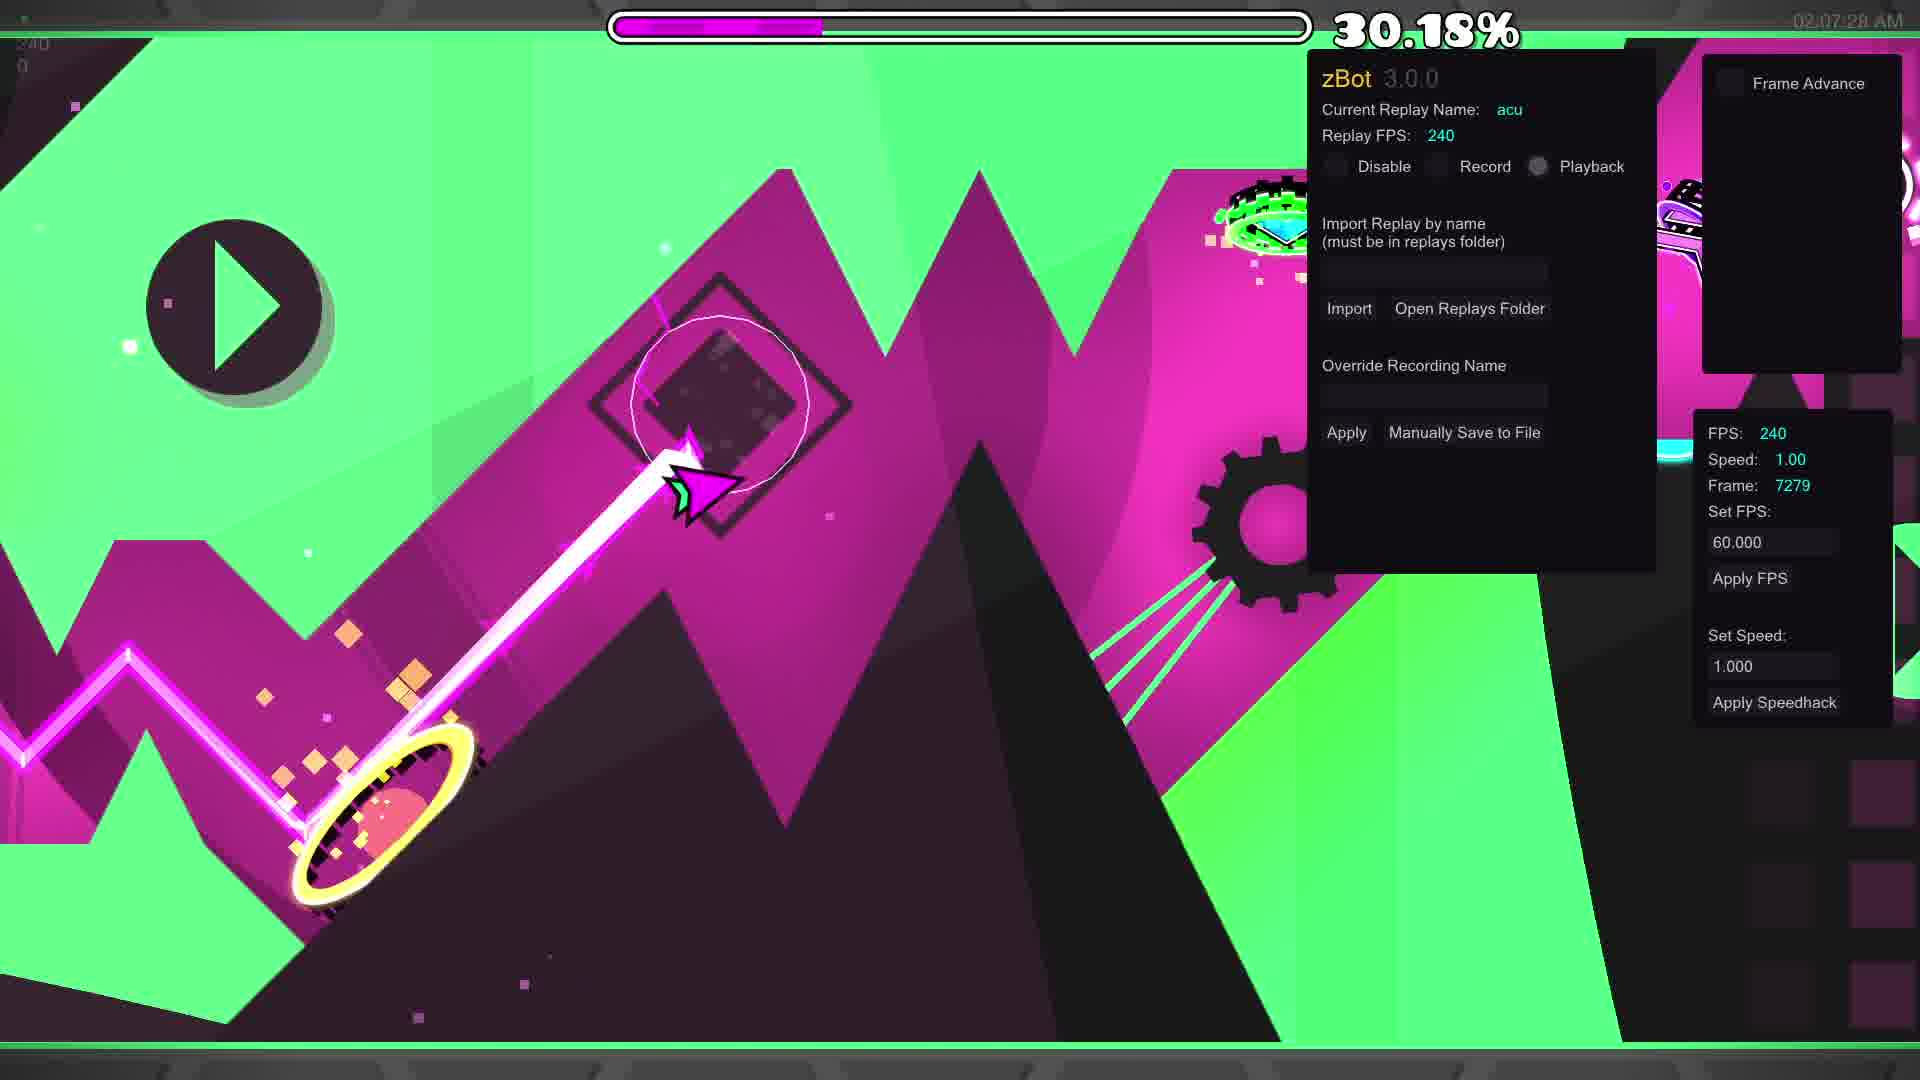 30.18%
02:07:28 AM
240
0
zBot 3.0.0
Current Replay Name: acu
Replay FPS: 240
Disable Record Playback
Import Replay by name
(must be in replays folder)
Import Open Replays Folder
Override Recording Name
Apply Manually Save to File
Frame Advance
FPS: 240
Speed: 1.00
Frame: 7279
Set FPS:
60.000
Apply FPS
Set Speed:
1.000
Apply Speedhack